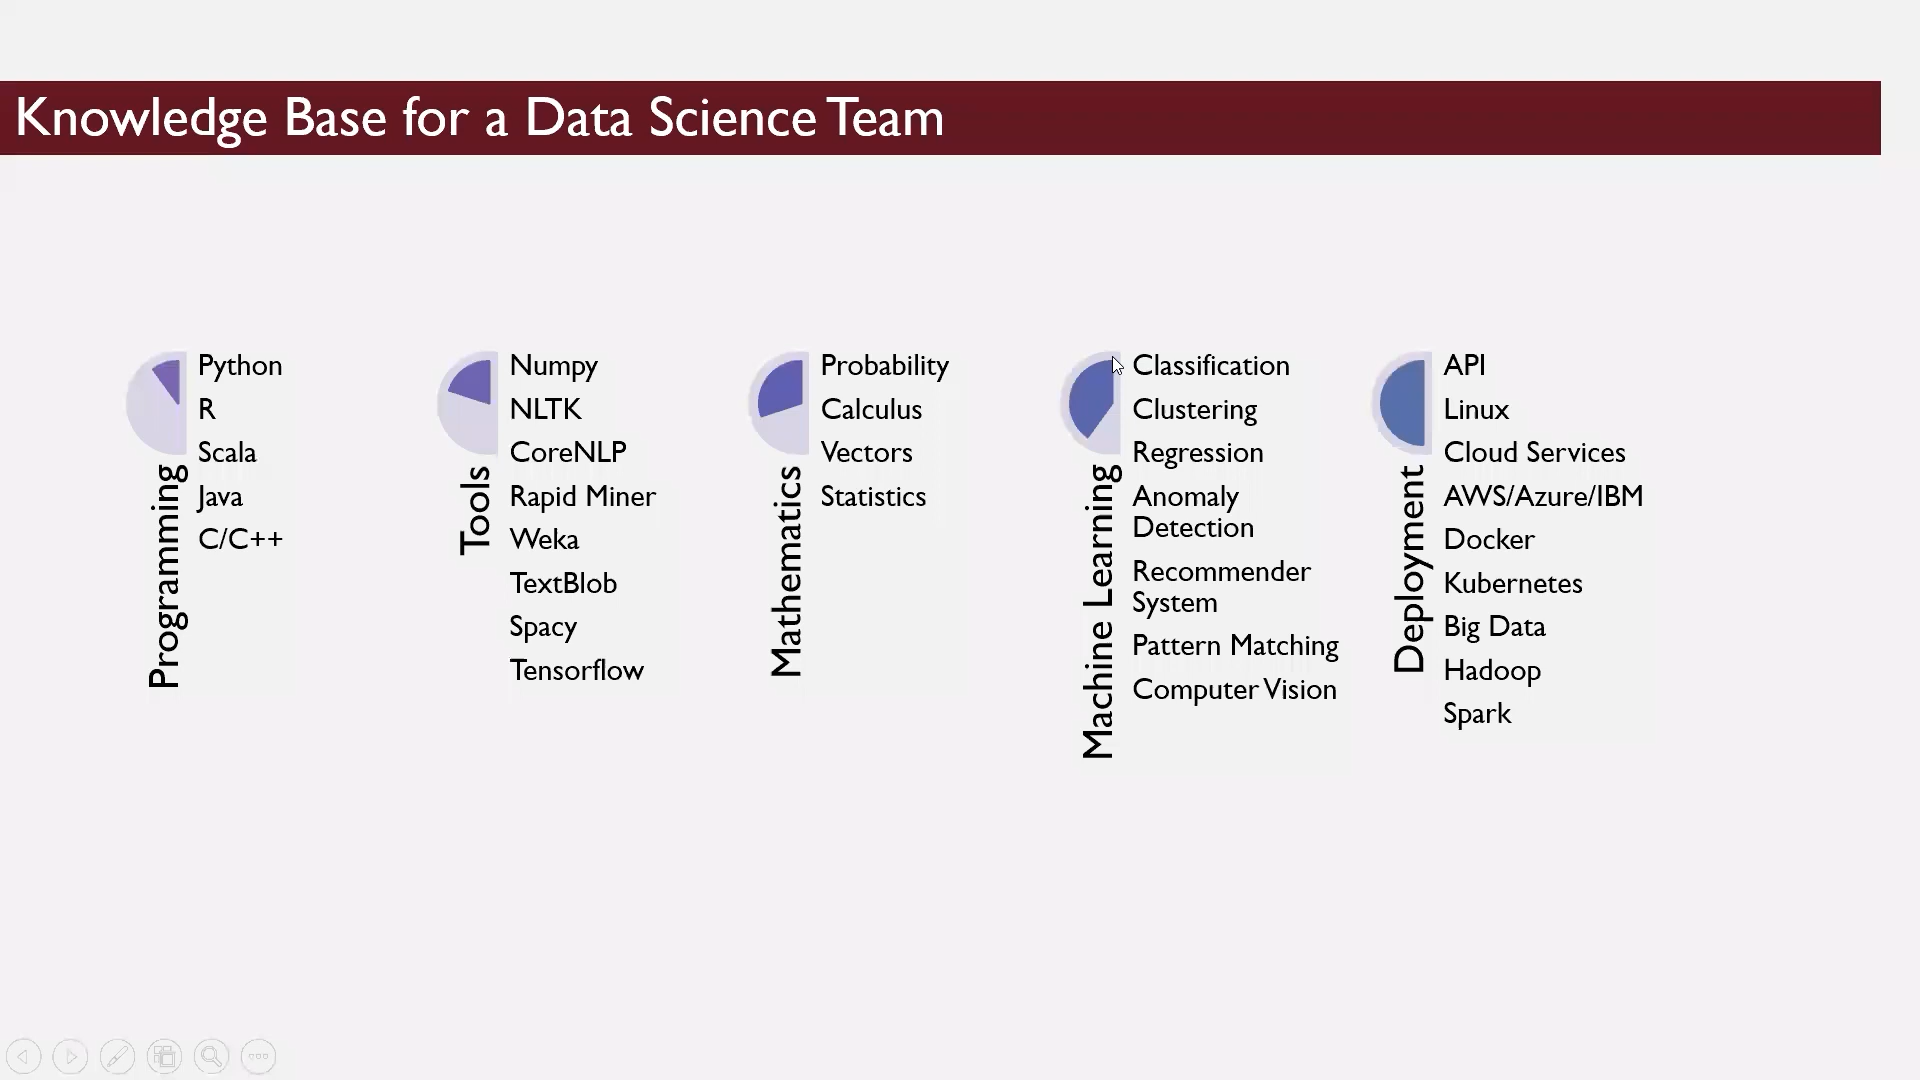 Knowledge Base for a Data Science Team
Programming
Python
R
Scala
Java
C/C++
Tools
Numpy
NLTK
CoreNLP
Rapid Miner
Weka
TextBlob
Spacy
Tensorflow
Mathematics
Probability
Calculus
Vectors
Statistics
Machine Learning
Classification
Clustering
Regression
Anomaly
Detection
Recommender
System
Pattern Matching
Computer Vision
Deployment
API
Linux
Cloud Services
AWS/Azure/IBM
Docker
Kubernetes
Big Data
Hadoop
Spark